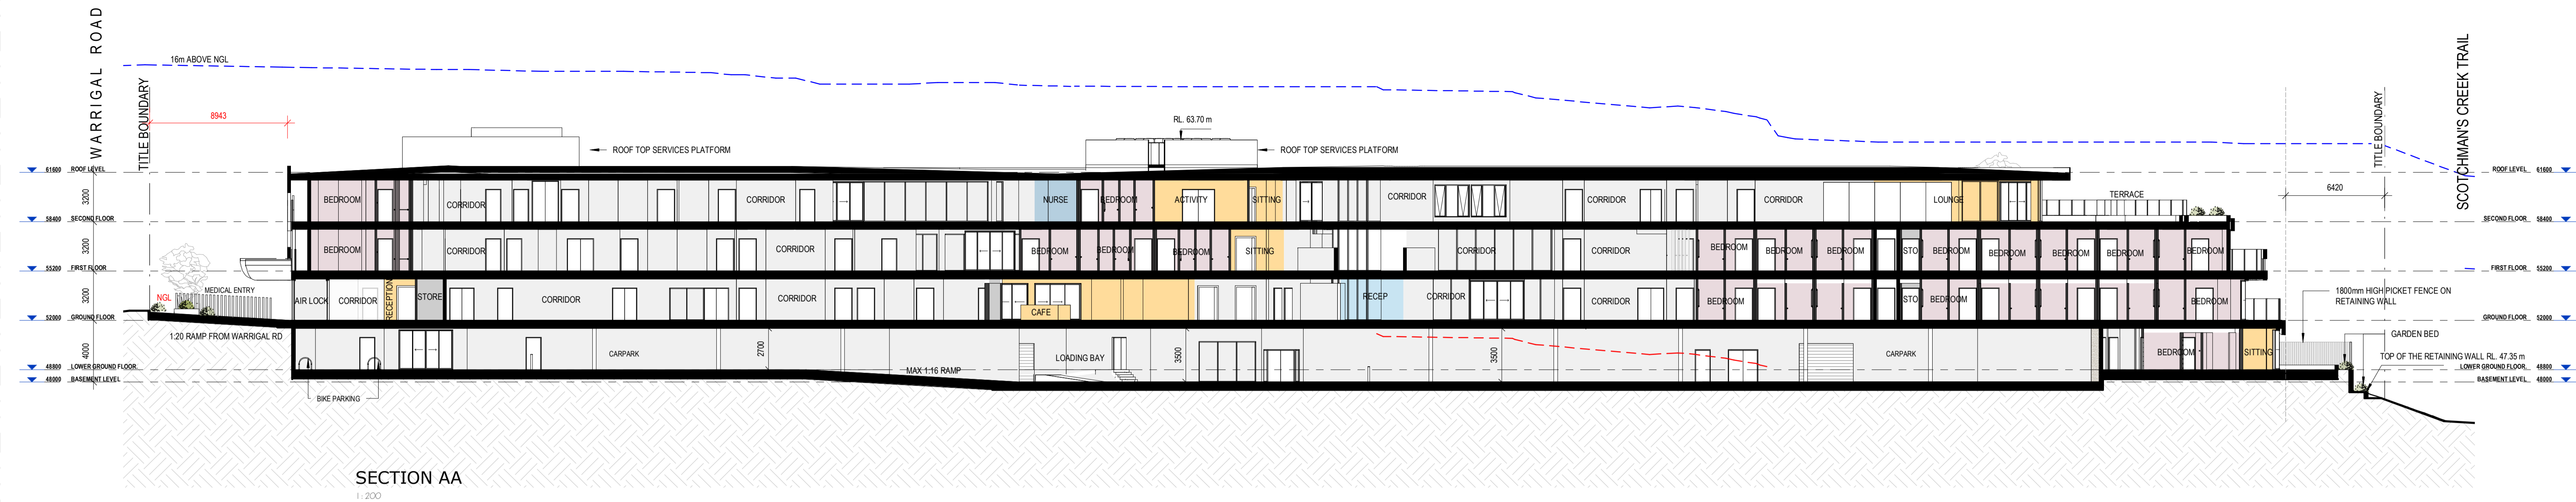 WARRIGAL ROAD
TITLE BOUNDARY
16m ABOVE NGL
8943
SCOTCHMAN'S CREEK TRAIL
TITLE BOUNDARY
6420
RL. 63.70 m
ROOF TOP SERVICES PLATFORM
ROOF TOP SERVICES PLATFORM
61600 ROOF LEVEL
ROOF LEVEL 61600
3200
BEDROOM
CORRIDOR
CORRIDOR
NURSE
BEDROOM
ACTIVITY
SITTING
CORRIDOR
CORRIDOR
CORRIDOR
LOUNGE
TERRACE
58400 SECOND FLOOR
SECOND FLOOR 58400
3200
BEDROOM
CORRIDOR
CORRIDOR
BEDROOM
BEDROOM
BEDROOM
SITTING
CORRIDOR
CORRIDOR
BEDROOM
BEDROOM
BEDROOM
STO
BEDROOM
BEDROOM
BEDROOM
BEDROOM
BEDROOM
55200 FIRST FLOOR
FIRST FLOOR 55200
3200
NGL
MEDICAL ENTRY
AIR LOCK
CORRIDOR
RECEPTION
STORE
CORRIDOR
CORRIDOR
CAFE
RECEP
CORRIDOR
CORRIDOR
BEDROOM
STO
BEDROOM
BEDROOM
1800mm HIGH PICKET FENCE ON
RETAINING WALL
52000 GROUND FLOOR
GROUND FLOOR 52000
1:20 RAMP FROM WARRIGAL RD
4000
CARPARK
2700
LOADING BAY
3500
3500
CARPARK
BEDROOM
SITTING
GARDEN BED
TOP OF THE RETAINING WALL RL. 47.35 m
48800 LOWER GROUND FLOOR
MAX 1:16 RAMP
LOWER GROUND FLOOR 48800
48000 BASEMENT LEVEL
BASEMENT LEVEL 48000
BIKE PARKING
SECTION AA
1 : 200